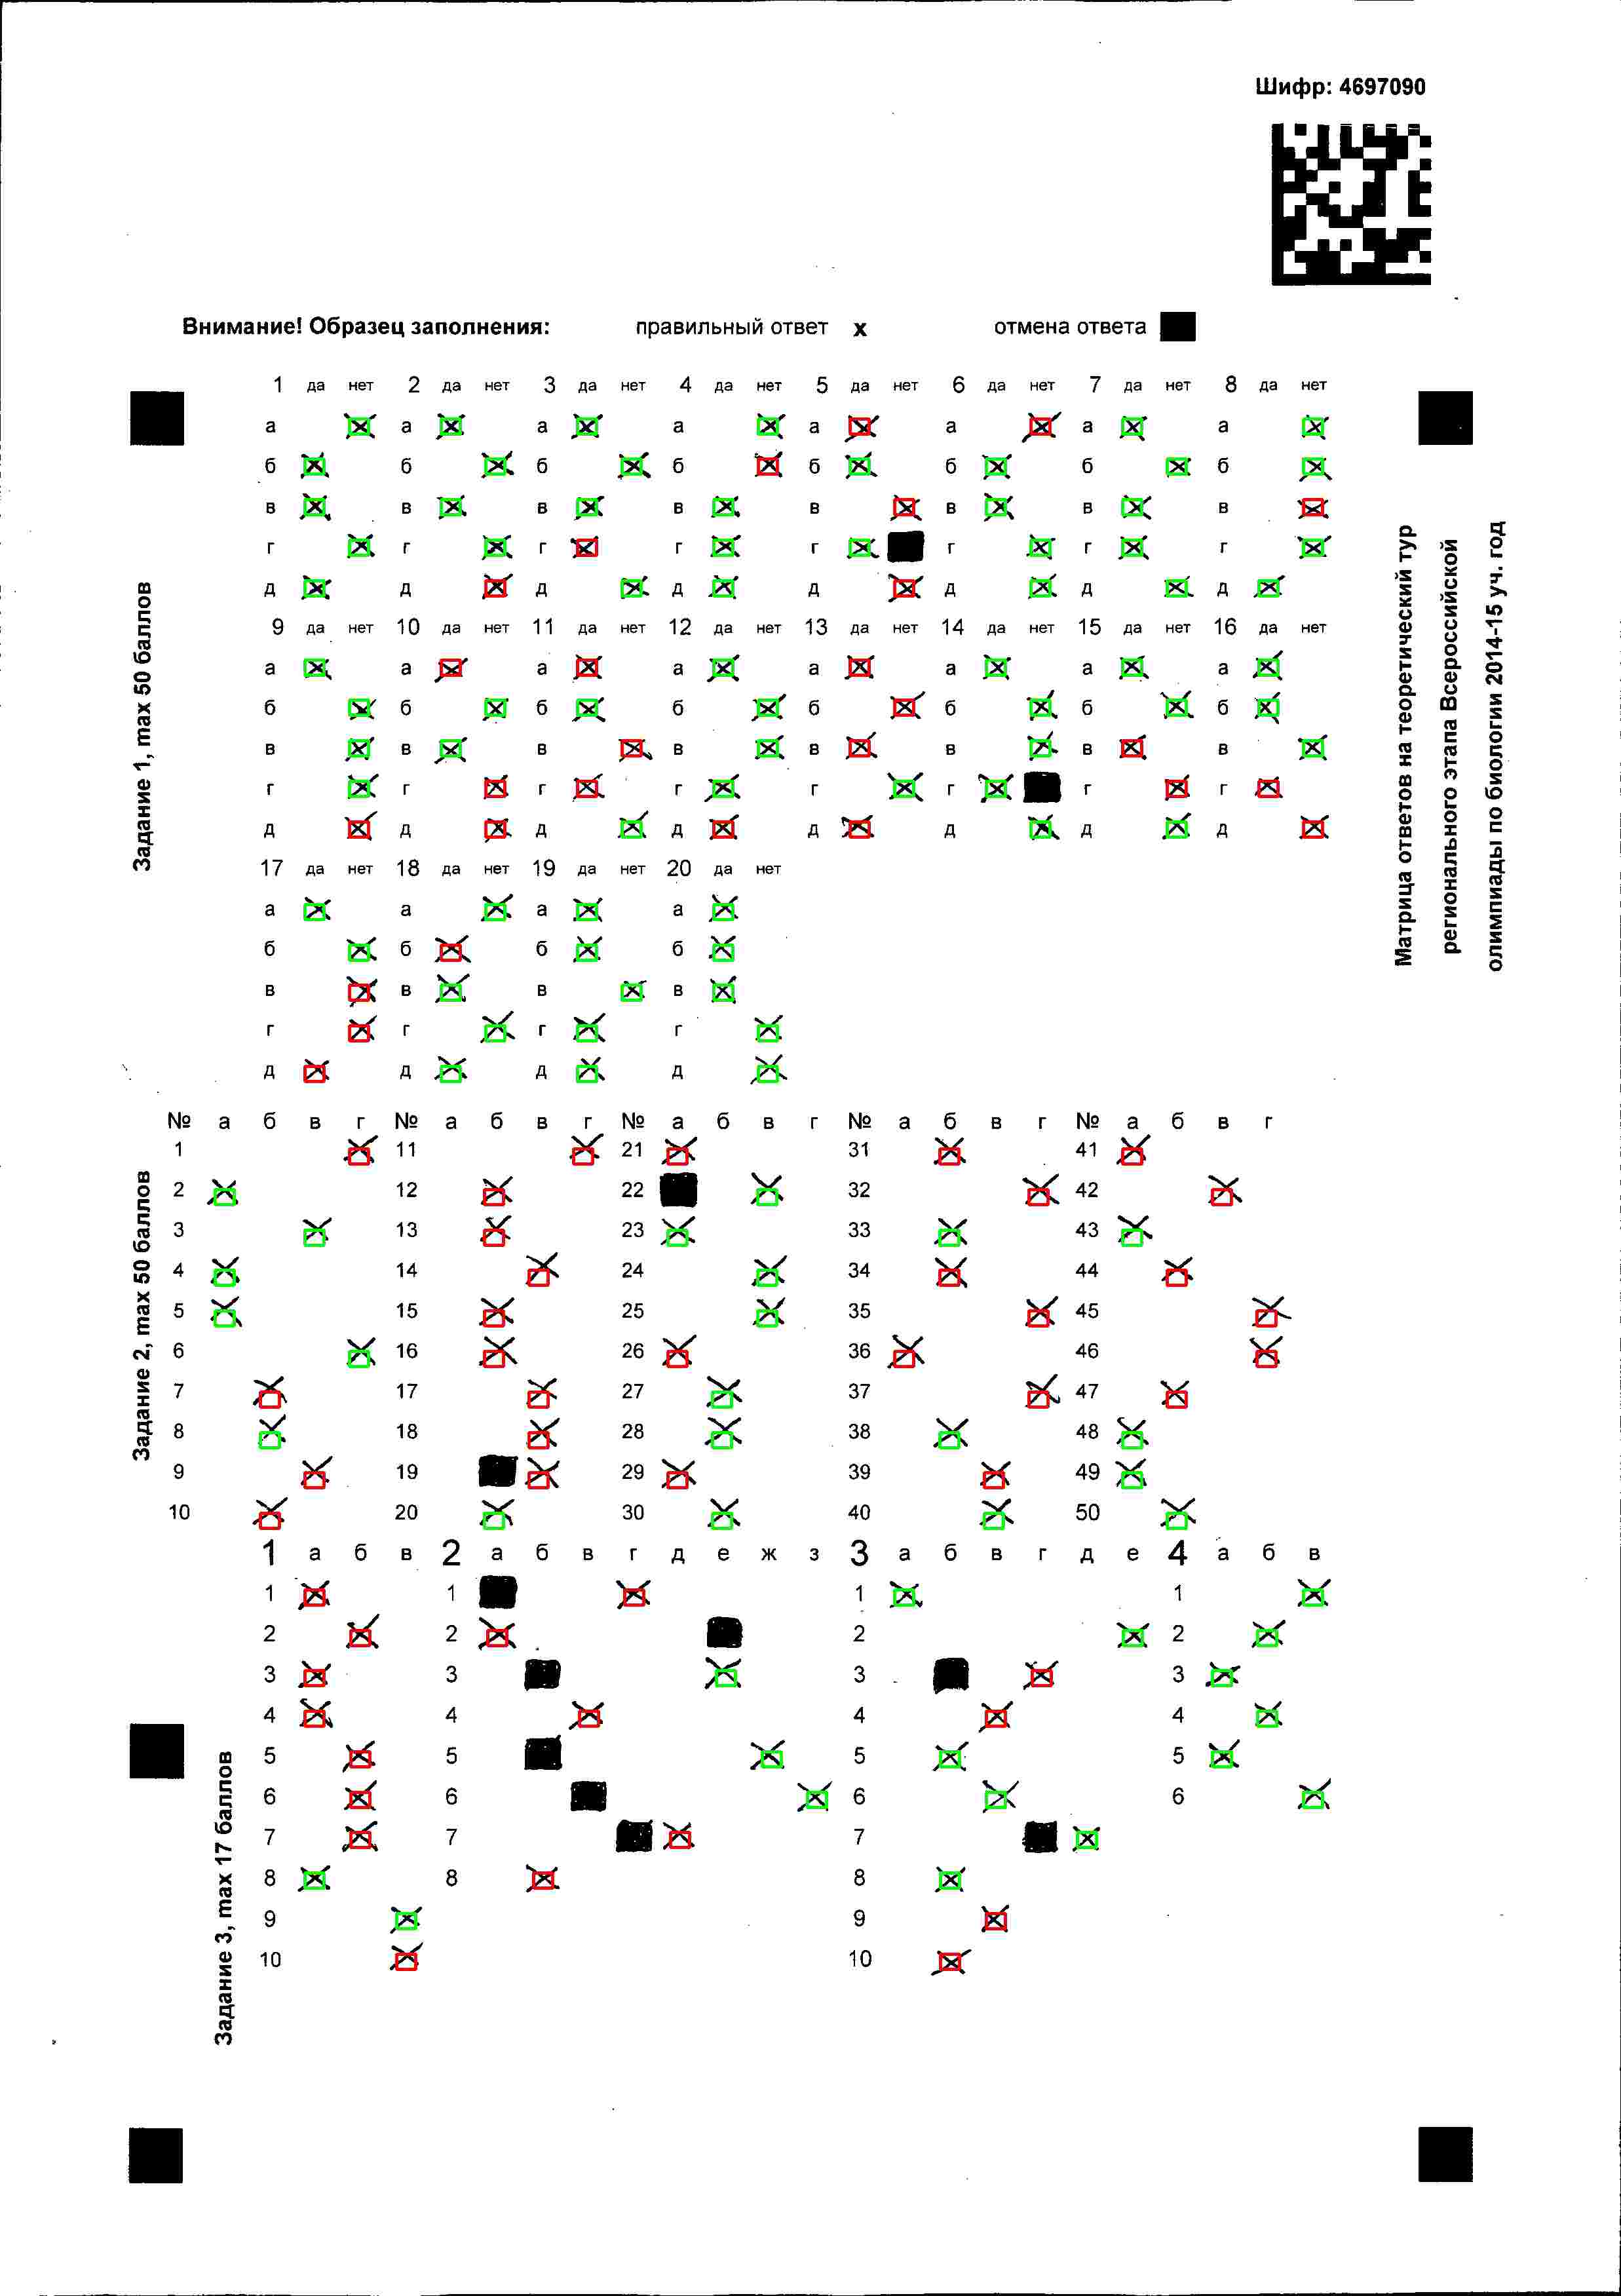 Шифр: 4697090
Внимание! Образец заполнения: правильный ответ x отмена ответа
1 да нет 2 да нет 3 да нет 4 да нет 5 да нет 6 да нет 7 да нет 8 да нет
а а а а а а а а
б б б б б б б б
в в в в в в в в
г г г г г г г г
д д д д д д д д
9 да нет 10 да нет 11 да нет 12 да нет 13 да нет 14 да нет 15 да нет 16 да нет
а а а а а а а а
б б б б б б б б
в в в в в в в в
г г г г г г г г
д д д д д д д д
17 да нет 18 да нет 19 да нет 20 да нет
а а а а
б б б б
в в в в
г г г г
д д д д
Задание 1, max 50 баллов
№ а б в г № а б в г № а б в г № а б в г № а б в г
1 11 21 31 41
2 12 22 32 42
3 13 23 33 43
4 14 24 34 44
5 15 25 35 45
6 16 26 36 46
7 17 27 37 47
8 18 28 38 48
9 19 29 39 49
10 20 30 40 50
Задание 2, max 50 баллов
1 а б в 2 а б в г д е ж з 3 а б в г д е 4 а б в
1 1 1 1
2 2 2 2
3 3 3 3
4 4 4 4
5 5 5 5
6 6 6 6
7 7 7
8 8 8
9 9
10 10
Задание 3, max 17 баллов
Матрица ответов на теоретический тур
регионального этапа Всероссийской
олимпиады по биологии 2014-15 уч. год